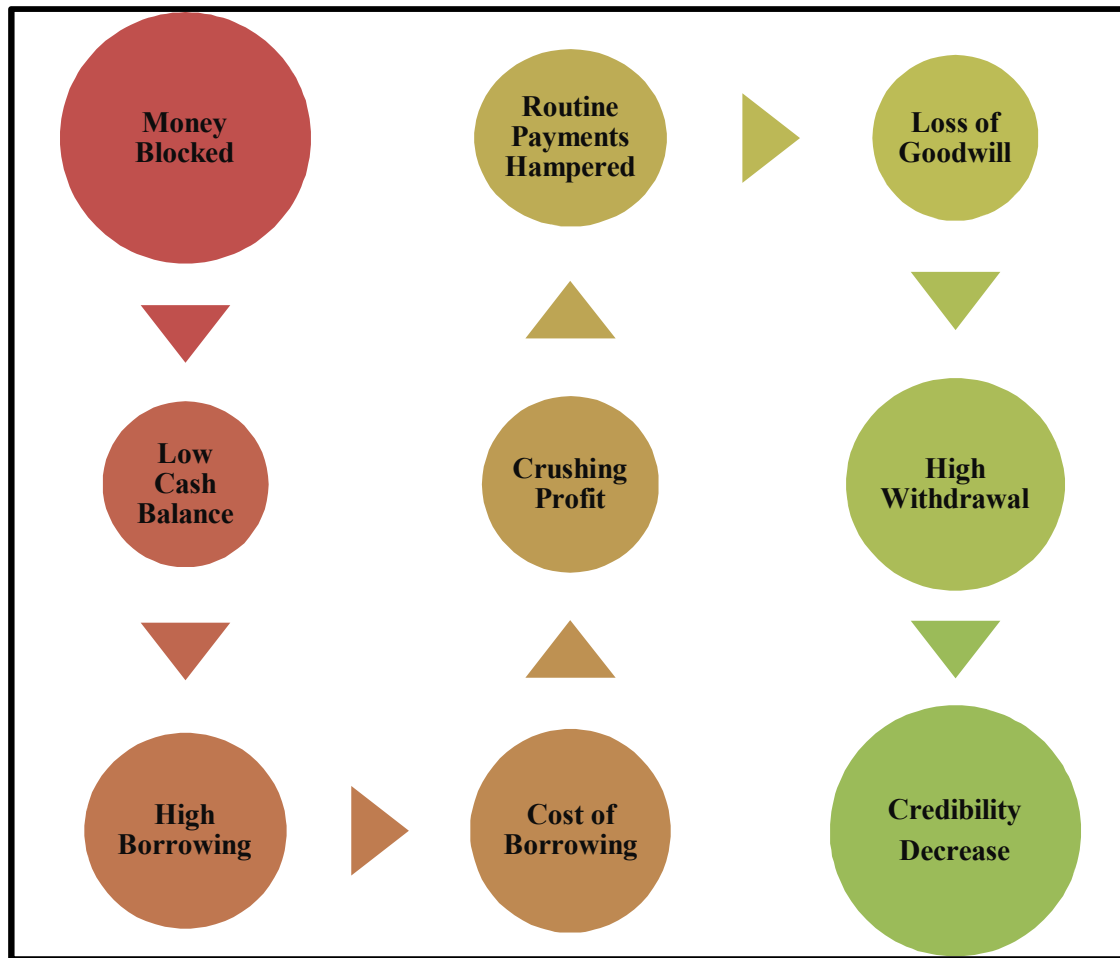 Money
Blocked
Low
Cash
Balance
High
Borrowing
Cost of
Borrowing
Crushing
Profit
Routine
Payments
Hampered
Loss of
Goodwill
High
Withdrawal
Credibility
Decrease